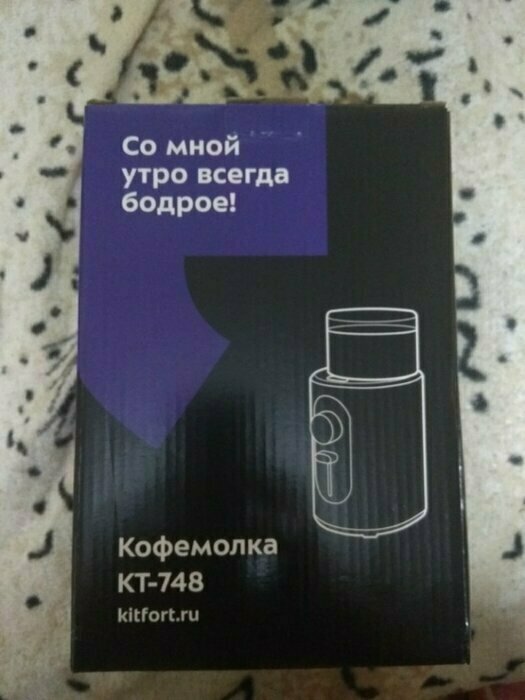 Со мной
утро всегда
бодрое!
Кофемолка
КТ-748
kitfort.ru